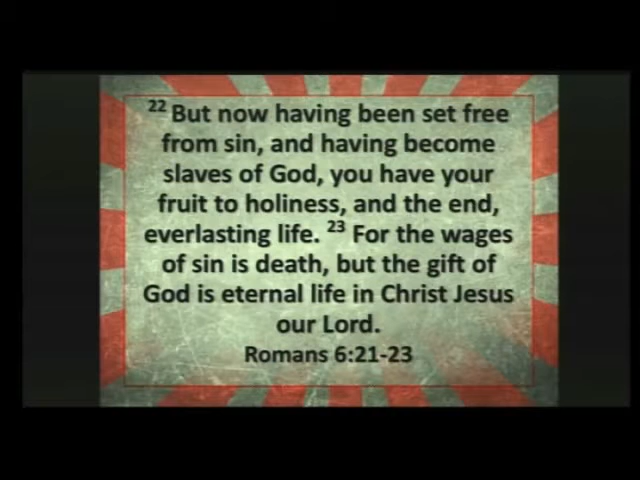 22 But now having been set free
from sin, and having become
slaves of God, you have your
fruit to holiness, and the end,
everlasting life. 23 For the wages
of sin is death, but the gift of
God is eternal life in Christ Jesus
our Lord.
Romans 6:21-23